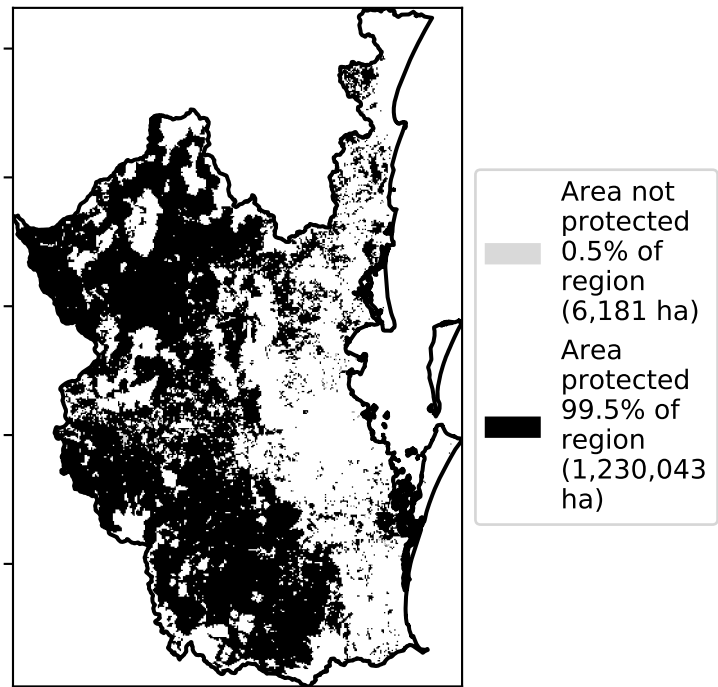 Area not
protected
0.5% of
region
(6,181 ha)
Area
protected
99.5% of
region
(1,230,043
ha)